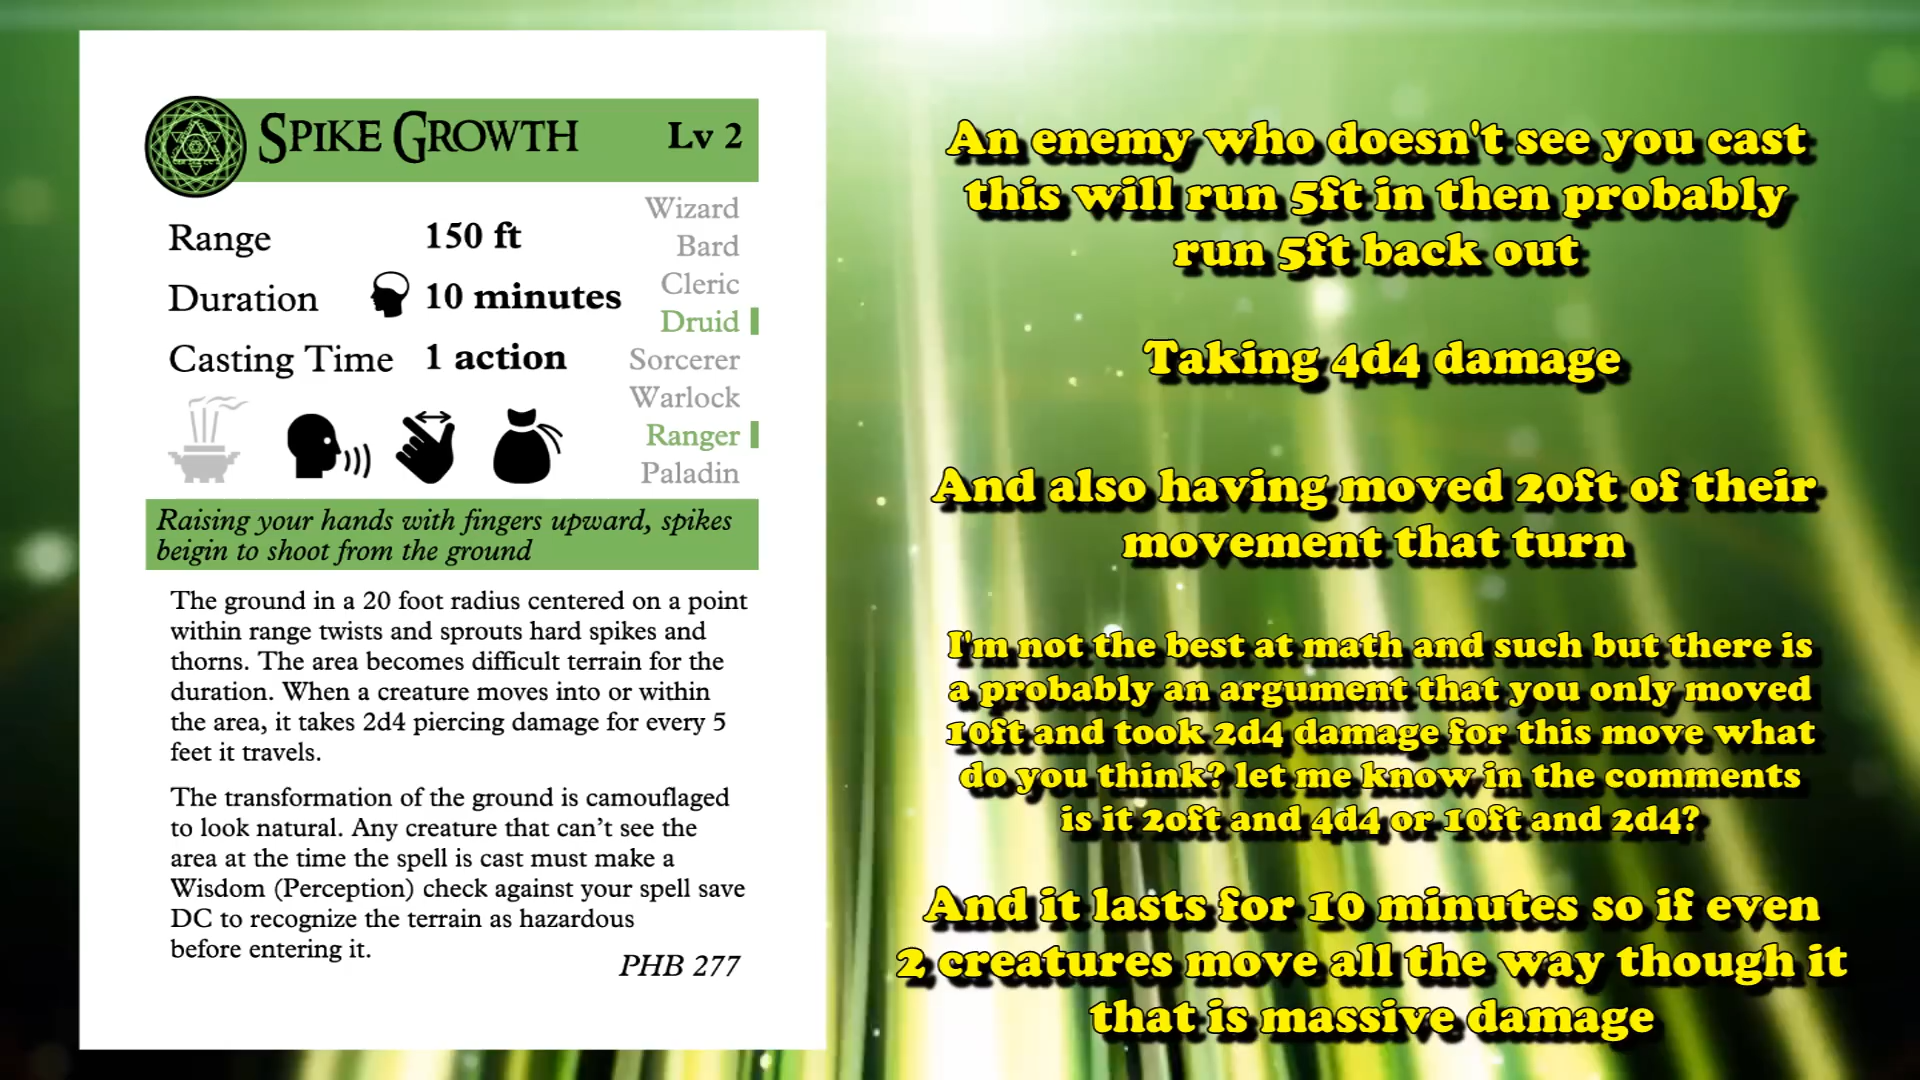 SPIKE GROWTH Lv 2
Range 150 ft
Duration 10 minutes
Casting Time 1 action
Wizard
Bard
Cleric
Druid
Sorcerer
Warlock
Ranger
Paladin
Raising your hands with fingers upward, spikes
beigin to shoot from the ground
The ground in a 20 foot radius centered on a point
within range twists and sprouts hard spikes and
thorns. The area becomes difficult terrain for the
duration. When a creature moves into or within
the area, it takes 2d4 piercing damage for every 5
feet it travels.
The transformation of the ground is camouflaged
to look natural. Any creature that can't see the
area at the time the spell is cast must make a
Wisdom (Perception) check against your spell save
DC to recognize the terrain as hazardous
before entering it.
PHB 277
An enemy who doesn't see you cast
this will run 5ft in then probably
run 5ft back out
Taking 4d4 damage
And also having moved 20ft of their
movement that turn
I'm not the best at math and such but there is
a probably an argument that you only moved
10ft and took 2d4 damage for this move what
do you think? let me know in the comments
is it 20ft and 4d4 or 10ft and 2d4?
And it lasts for 10 minutes so if even
2 creatures move all the way though it
that is massive damage